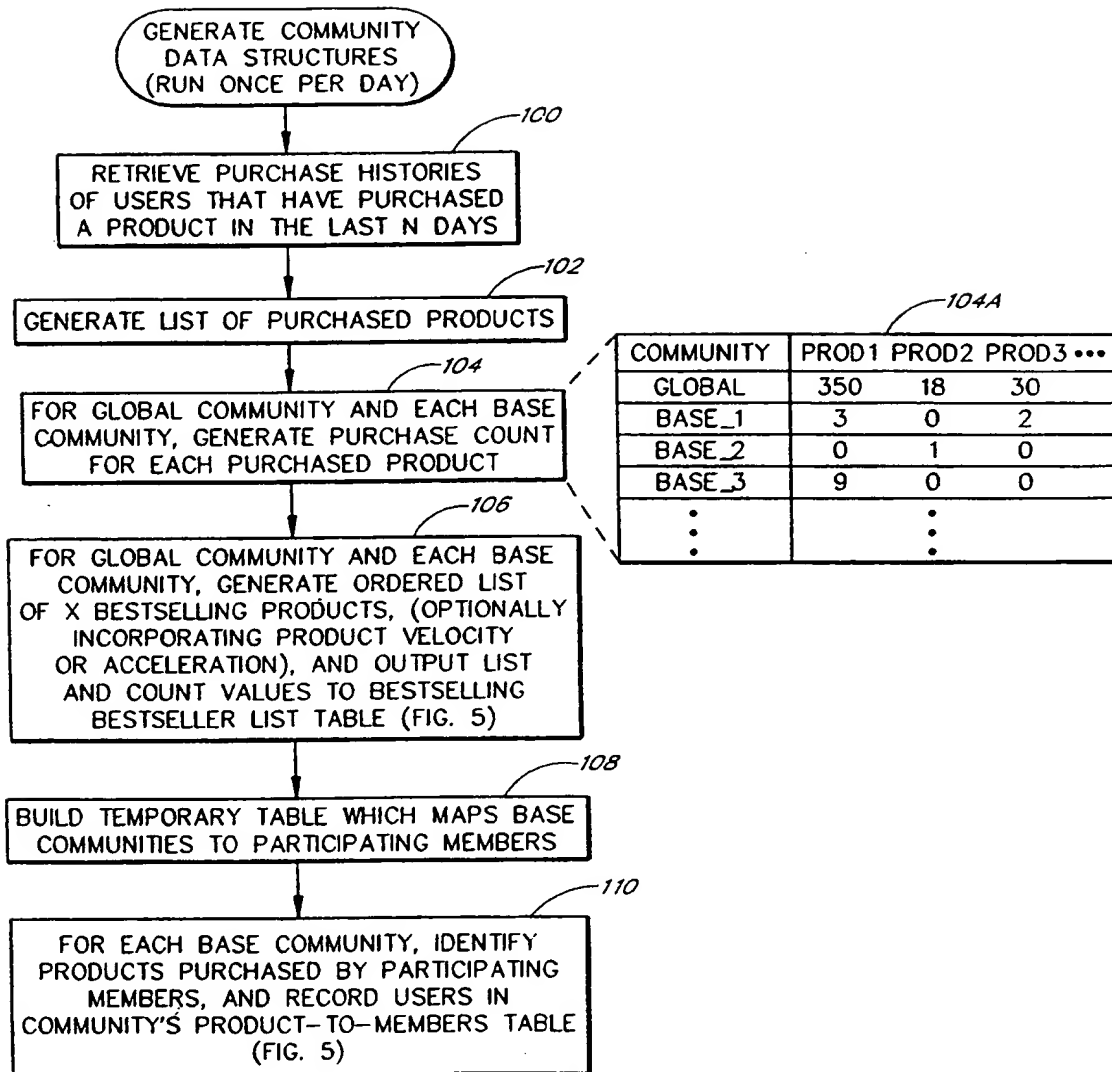 GENERATE COMMUNITY
DATA STRUCTURES
(RUN ONCE PER DAY)
100
RETRIEVE PURCHASE HISTORIES
OF USERS THAT HAVE PURCHASED
A PRODUCT IN THE LAST N DAYS
102
GENERATE LIST OF PURCHASED PRODUCTS
104
FOR GLOBAL COMMUNITY AND EACH BASE
COMMUNITY, GENERATE PURCHASE COUNT
FOR EACH PURCHASED PRODUCT
104A
COMMUNITY PROD1 PROD2 PROD3 •••
GLOBAL 350 18 30
BASE_1 3 0 2
BASE_2 0 1 0
BASE_3 9 0 0
106
FOR GLOBAL COMMUNITY AND EACH BASE
COMMUNITY, GENERATE ORDERED LIST
OF X BESTSELLING PRODUCTS, (OPTIONALLY
INCORPORATING PRODUCT VELOCITY
OR ACCELERATION), AND OUTPUT LIST
AND COUNT VALUES TO BESTSELLING
BESTSELLER LIST TABLE (FIG. 5)
108
BUILD TEMPORARY TABLE WHICH MAPS BASE
COMMUNITIES TO PARTICIPATING MEMBERS
110
FOR EACH BASE COMMUNITY, IDENTIFY
PRODUCTS PURCHASED BY PARTICIPATING
MEMBERS, AND RECORD USERS IN
COMMUNITY'S PRODUCT-TO-MEMBERS TABLE
(FIG. 5)